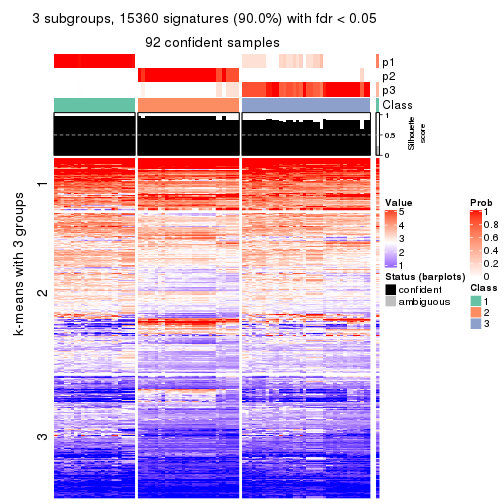 3 subgroups, 15360 signatures (90.0%) with fdr < 0.05
92 confident samples
p1
p2
p3
Class
1
0.5
0
Silhouette
score
k-means with 3 groups
1
2
3
Value
5
4
3
2
1
Status (barplots)
confident
ambiguous
Prob
1
0.8
0.6
0.4
0.2
0
Class
1
2
3